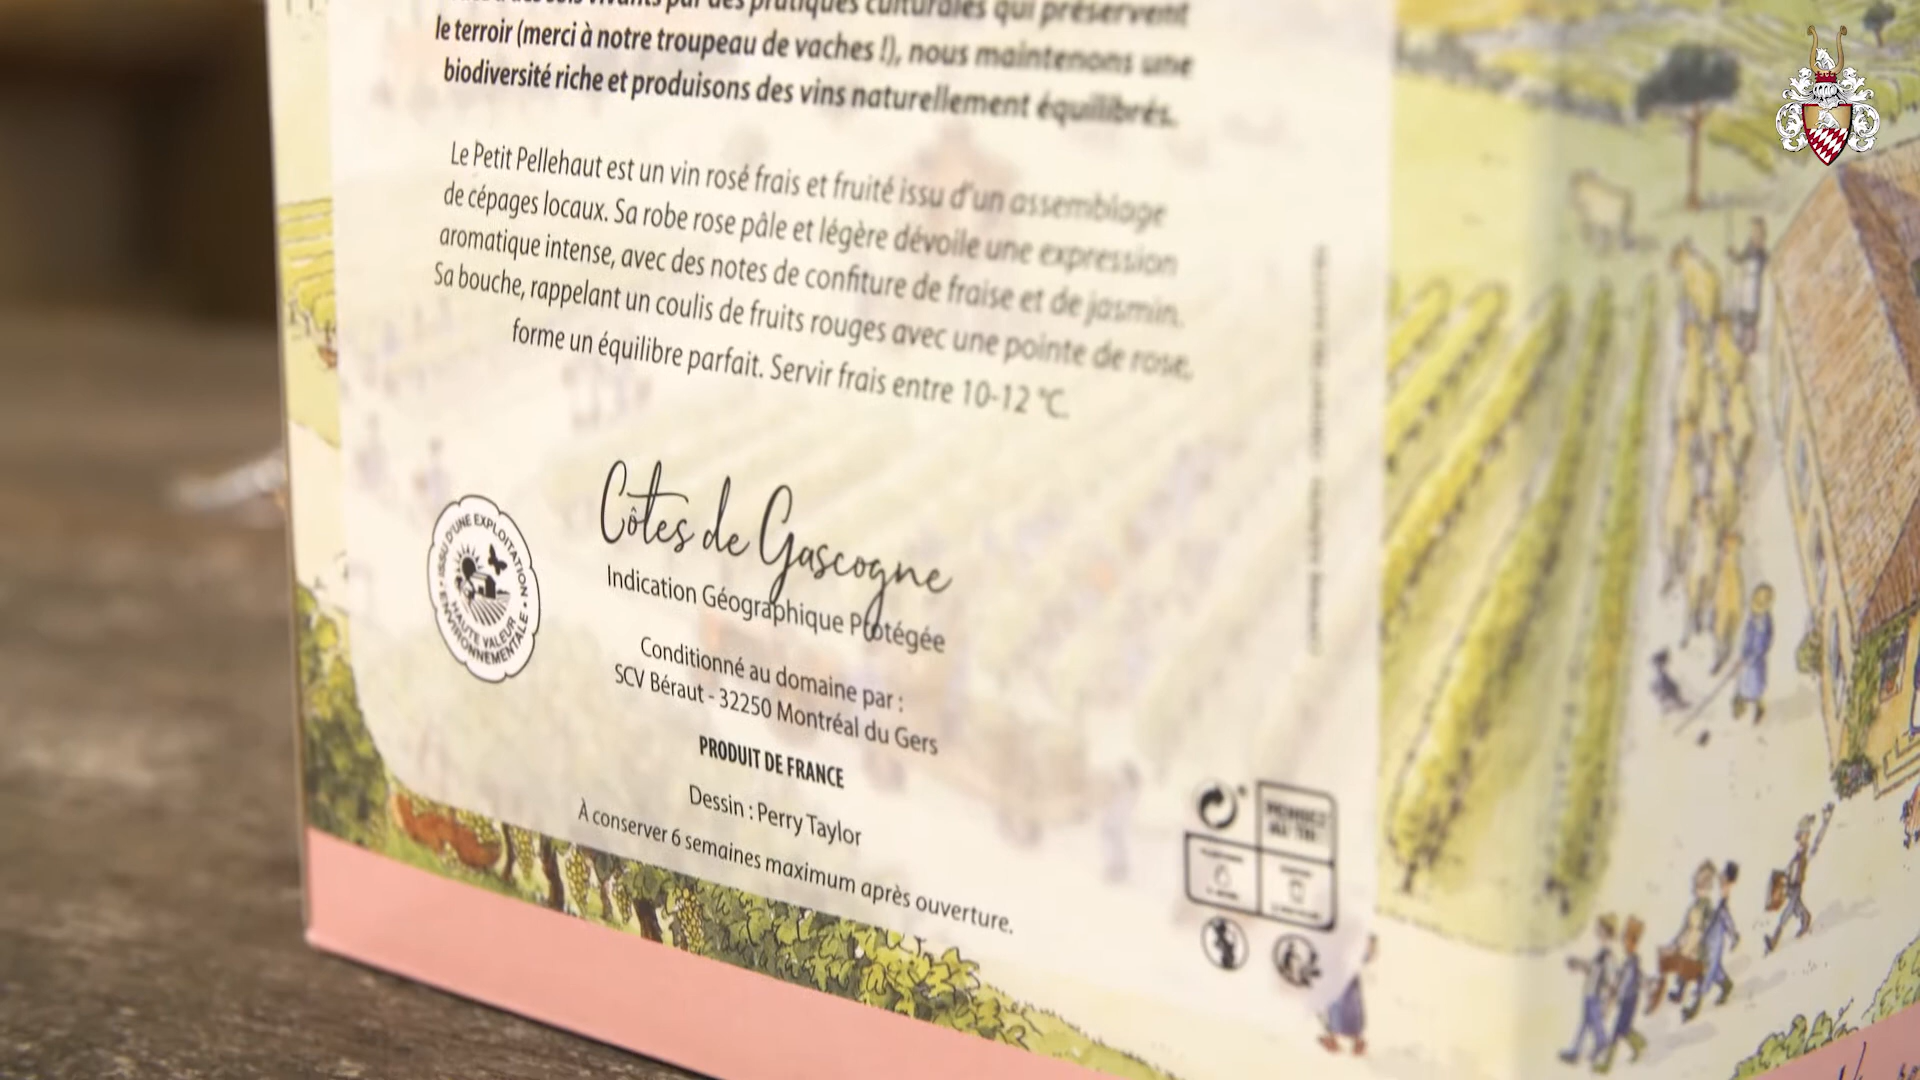 des pratiques culturales qui préservent
le terroir (merci à notre troupeau de vaches !), nous maintenons une
biodiversité riche et produisons des vins naturellement équilibrés.
Le Petit Pellehaut est un vin rosé frais et fruité issu d'un assemblage
de cépages locaux. Sa robe rose pâle et légère dévoile une expression
aromatique intense, avec des notes de confiture de fraise et de jasmin.
Sa bouche, rappelant un coulis de fruits rouges avec une pointe de rose,
forme un équilibre parfait. Servir frais entre 10-12 °C.
Côtes de Gascogne
Indication Géographique Protégée
• ISSU D'UNE EXPLOITATION •
HAUTE VALEUR
ENVIRONNEMENTALE
Conditionné au domaine par :
SCV Béraut - 32250 Montréal du Gers
PRODUIT DE FRANCE
Dessin : Perry Taylor
À conserver 6 semaines maximum après ouverture.